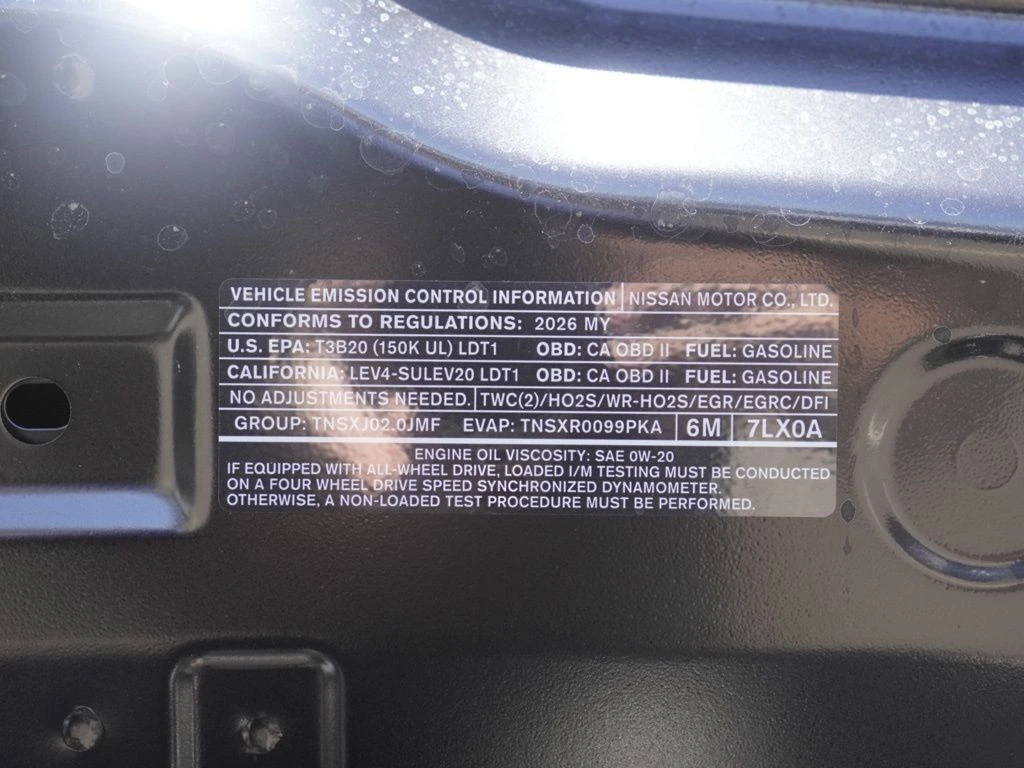 VEHICLE EMISSION CONTROL INFORMATION NISSAN MOTOR CO., LTD.
CONFORMS TO REGULATIONS: 2026 MY
U.S. EPA: T3B20 (150K UL) LDT1 OBD: CA OBD II FUEL: GASOLINE
CALIFORNIA: LEV4-SULEV20 LDT1 OBD: CA OBD II FUEL: GASOLINE
NO ADJUSTMENTS NEEDED. TWC(2)/HO2S/WR-HO2S/EGR/EGRC/DFI
GROUP: TNSXJ02.0JMF EVAP: TNSXR0099PKA 6M 7LX0A
ENGINE OIL VISCOSITY: SAE 0W-20
IF EQUIPPED WITH ALL-WHEEL DRIVE, LOADED I/M TESTING MUST BE CONDUCTED
ON A FOUR WHEEL DRIVE SPEED SYNCHRONIZED DYNAMOMETER.
OTHERWISE, A NON-LOADED TEST PROCEDURE MUST BE PERFORMED.